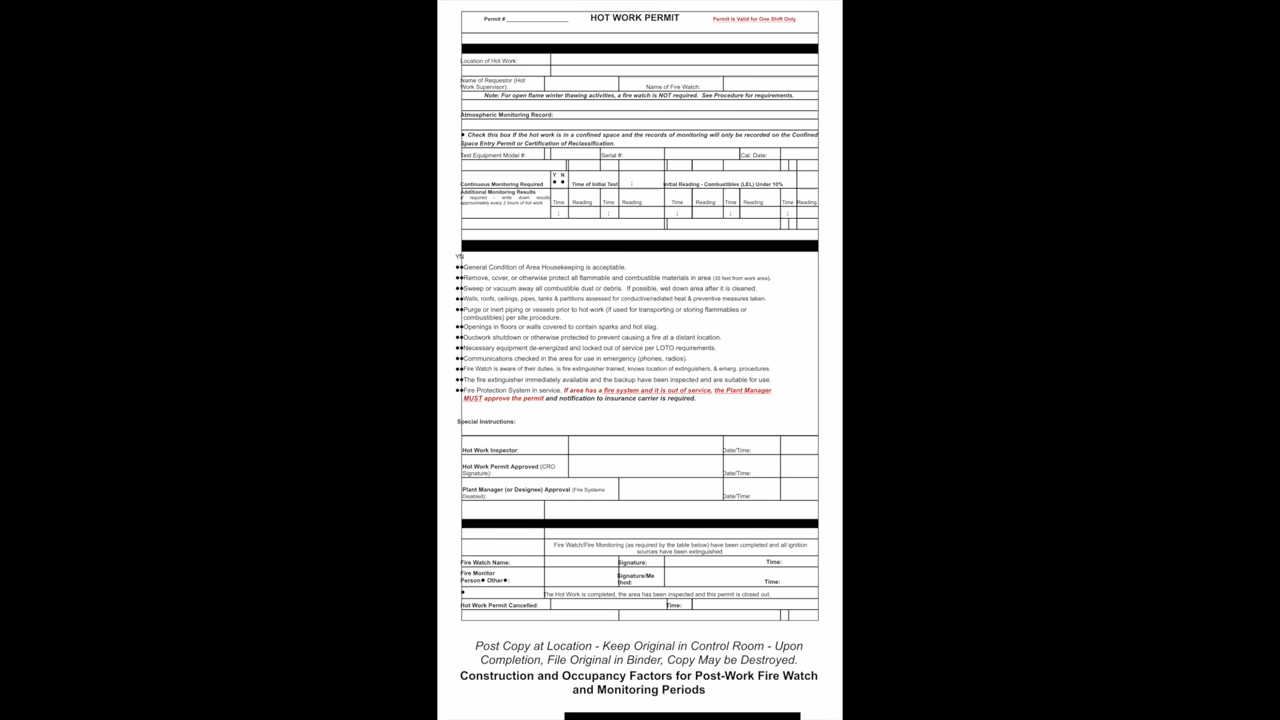 Permit # ____________________ HOT WORK PERMIT Permit Is Valid for One Shift Only
Location of Hot Work:
Name of Requestor (Hot
Work Supervisor): Name of Fire Watch:
Note: For open flame winter thawing activities, a fire watch is NOT required. See Procedure for requirements.
Atmospheric Monitoring Record:
● Check this box If the hot work is in a confined space and the records of monitoring will only be recorded on the Confined
Space Entry Permit or Certification of Reclassification.
Test Equipment Model #: Serial #: Cal. Date:
Y N
Continuous Monitoring Required ● ● Time of Initial Test : Initial Reading - Combustibles (LEL) Under 10%
Additional Monitoring Results
if required - write down results
approximately every 2 hours of hot work Time Reading Time Reading Time Reading Time Reading Time Reading
: : : : :
YN
●●General Condition of Area Housekeeping is acceptable.
●●Remove, cover, or otherwise protect all flammable and combustible materials in area (35 feet from work area).
●●Sweep or vacuum away all combustible dust or debris. If possible, wet down area after it is cleaned.
●●Walls, roofs, ceilings, pipes, tanks & partitions assessed for conductive/radiated heat & preventive measures taken.
●●Purge or inert piping or vessels prior to hot work (if used for transporting or storing flammables or
combustibles) per site procedure.
●●Openings in floors or walls covered to contain sparks and hot slag.
●●Ductwork shutdown or otherwise protected to prevent causing a fire at a distant location.
●●Necessary equipment de-energized and locked out of service per LOTO requirements.
●●Communications checked in the area for use in emergency (phones, radios).
●●Fire Watch is aware of their duties, is fire extinguisher trained, knows location of extinguishers, & emerg. procedures.
●●The fire extinguisher immediately available and the backup have been inspected and are suitable for use.
●●Fire Protection System in service. If area has a fire system and it is out of service, the Plant Manager
MUST approve the permit and notification to insurance carrier is required.
Special Instructions:
Hot Work Inspector: Date/Time:
Hot Work Permit Approved (CRO
Signature): Date/Time:
Plant Manager (or Designee) Approval (Fire Systems
Disabled): Date/Time:
Fire Watch/Fire Monitoring (as required by the table below) have been completed and all ignition
sources have been extinguished.
Fire Watch Name: Signature: Time:
Fire Monitor
Person● Other●: Signature/Me
thod: Time:
● The Hot Work is completed, the area has been inspected and this permit is closed out.
Hot Work Permit Cancelled: Time:
Post Copy at Location - Keep Original in Control Room - Upon
Completion, File Original in Binder, Copy May be Destroyed.
Construction and Occupancy Factors for Post-Work Fire Watch
and Monitoring Periods